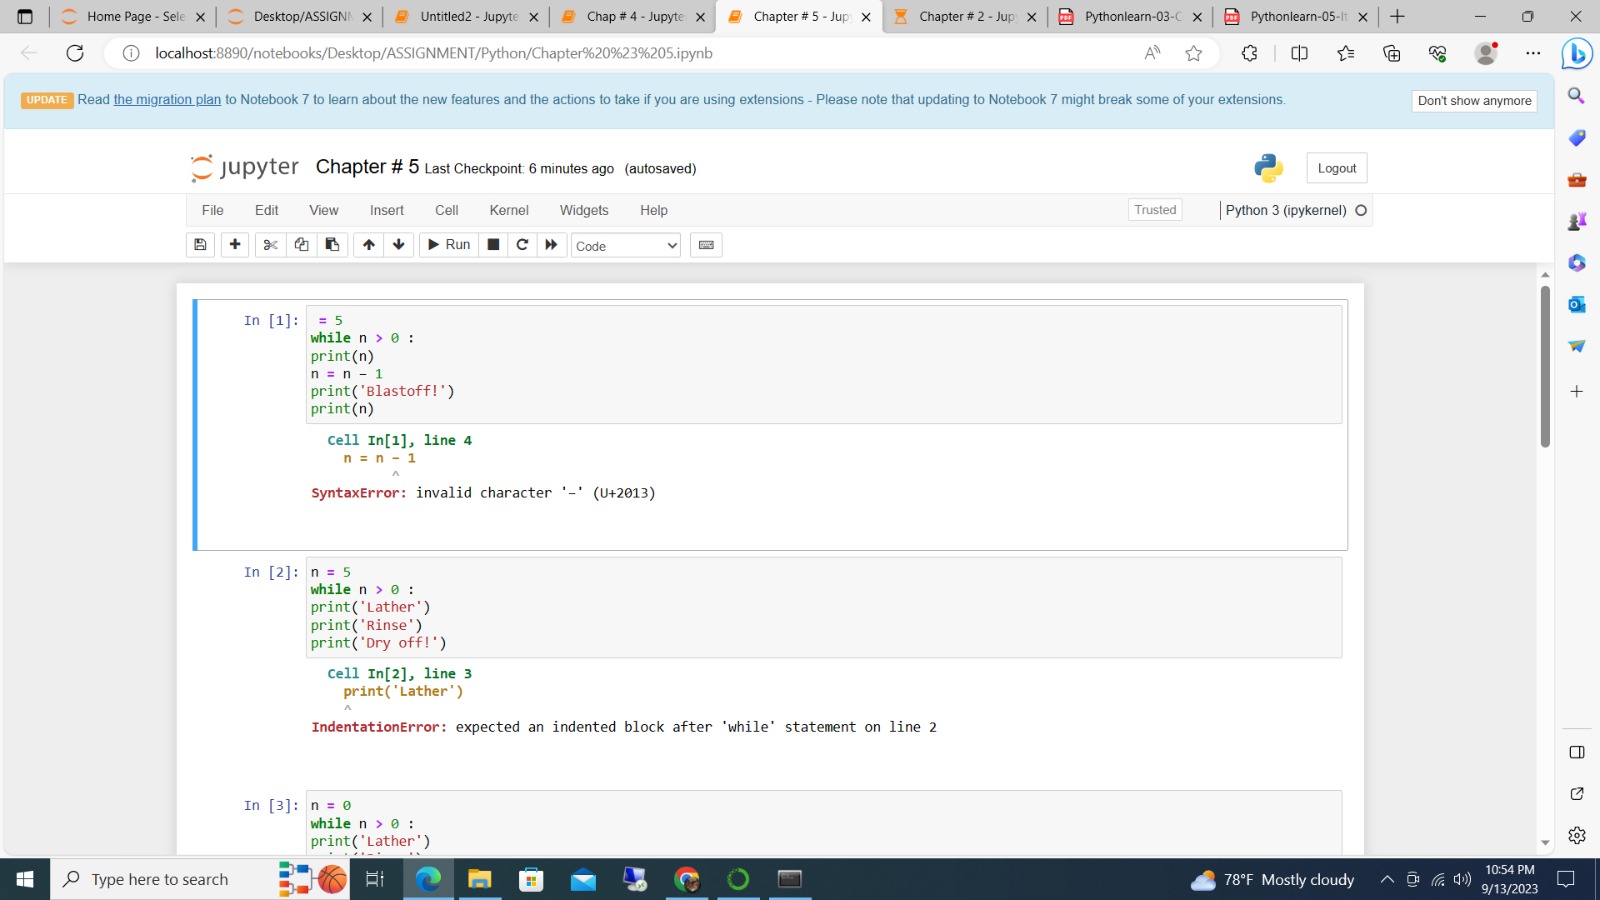 Home Page - Sele
Desktop/ASSIGNM
Untitled2 - Jupyte
Chap # 4 - Jupyte
Chapter # 5 - Jup
Chapter # 2 - Jup
Pythonlearn-03-C
Pythonlearn-05-It
localhost:8890/notebooks/Desktop/ASSIGNMENT/Python/Chapter%20%23%205.ipynb
UPDATE Read the migration plan to Notebook 7 to learn about the new features and the actions to take if you are using extensions - Please note that updating to Notebook 7 might break some of your extensions.
Don't show anymore
jupyter Chapter # 5 Last Checkpoint: 6 minutes ago (autosaved)
Logout
File Edit View Insert Cell Kernel Widgets Help
Trusted
Python 3 (ipykernel)
Run
Code
In [1]: = 5
while n > 0 :
print(n)
n = n – 1
print('Blastoff!')
print(n)
Cell In[1], line 4
n = n – 1
^
SyntaxError: invalid character '–' (U+2013)
In [2]: n = 5
while n > 0 :
print('Lather')
print('Rinse')
print('Dry off!')
Cell In[2], line 3
print('Lather')
^
IndentationError: expected an indented block after 'while' statement on line 2
In [3]: n = 0
while n > 0 :
print('Lather')
Type here to search
78°F Mostly cloudy
10:54 PM
9/13/2023